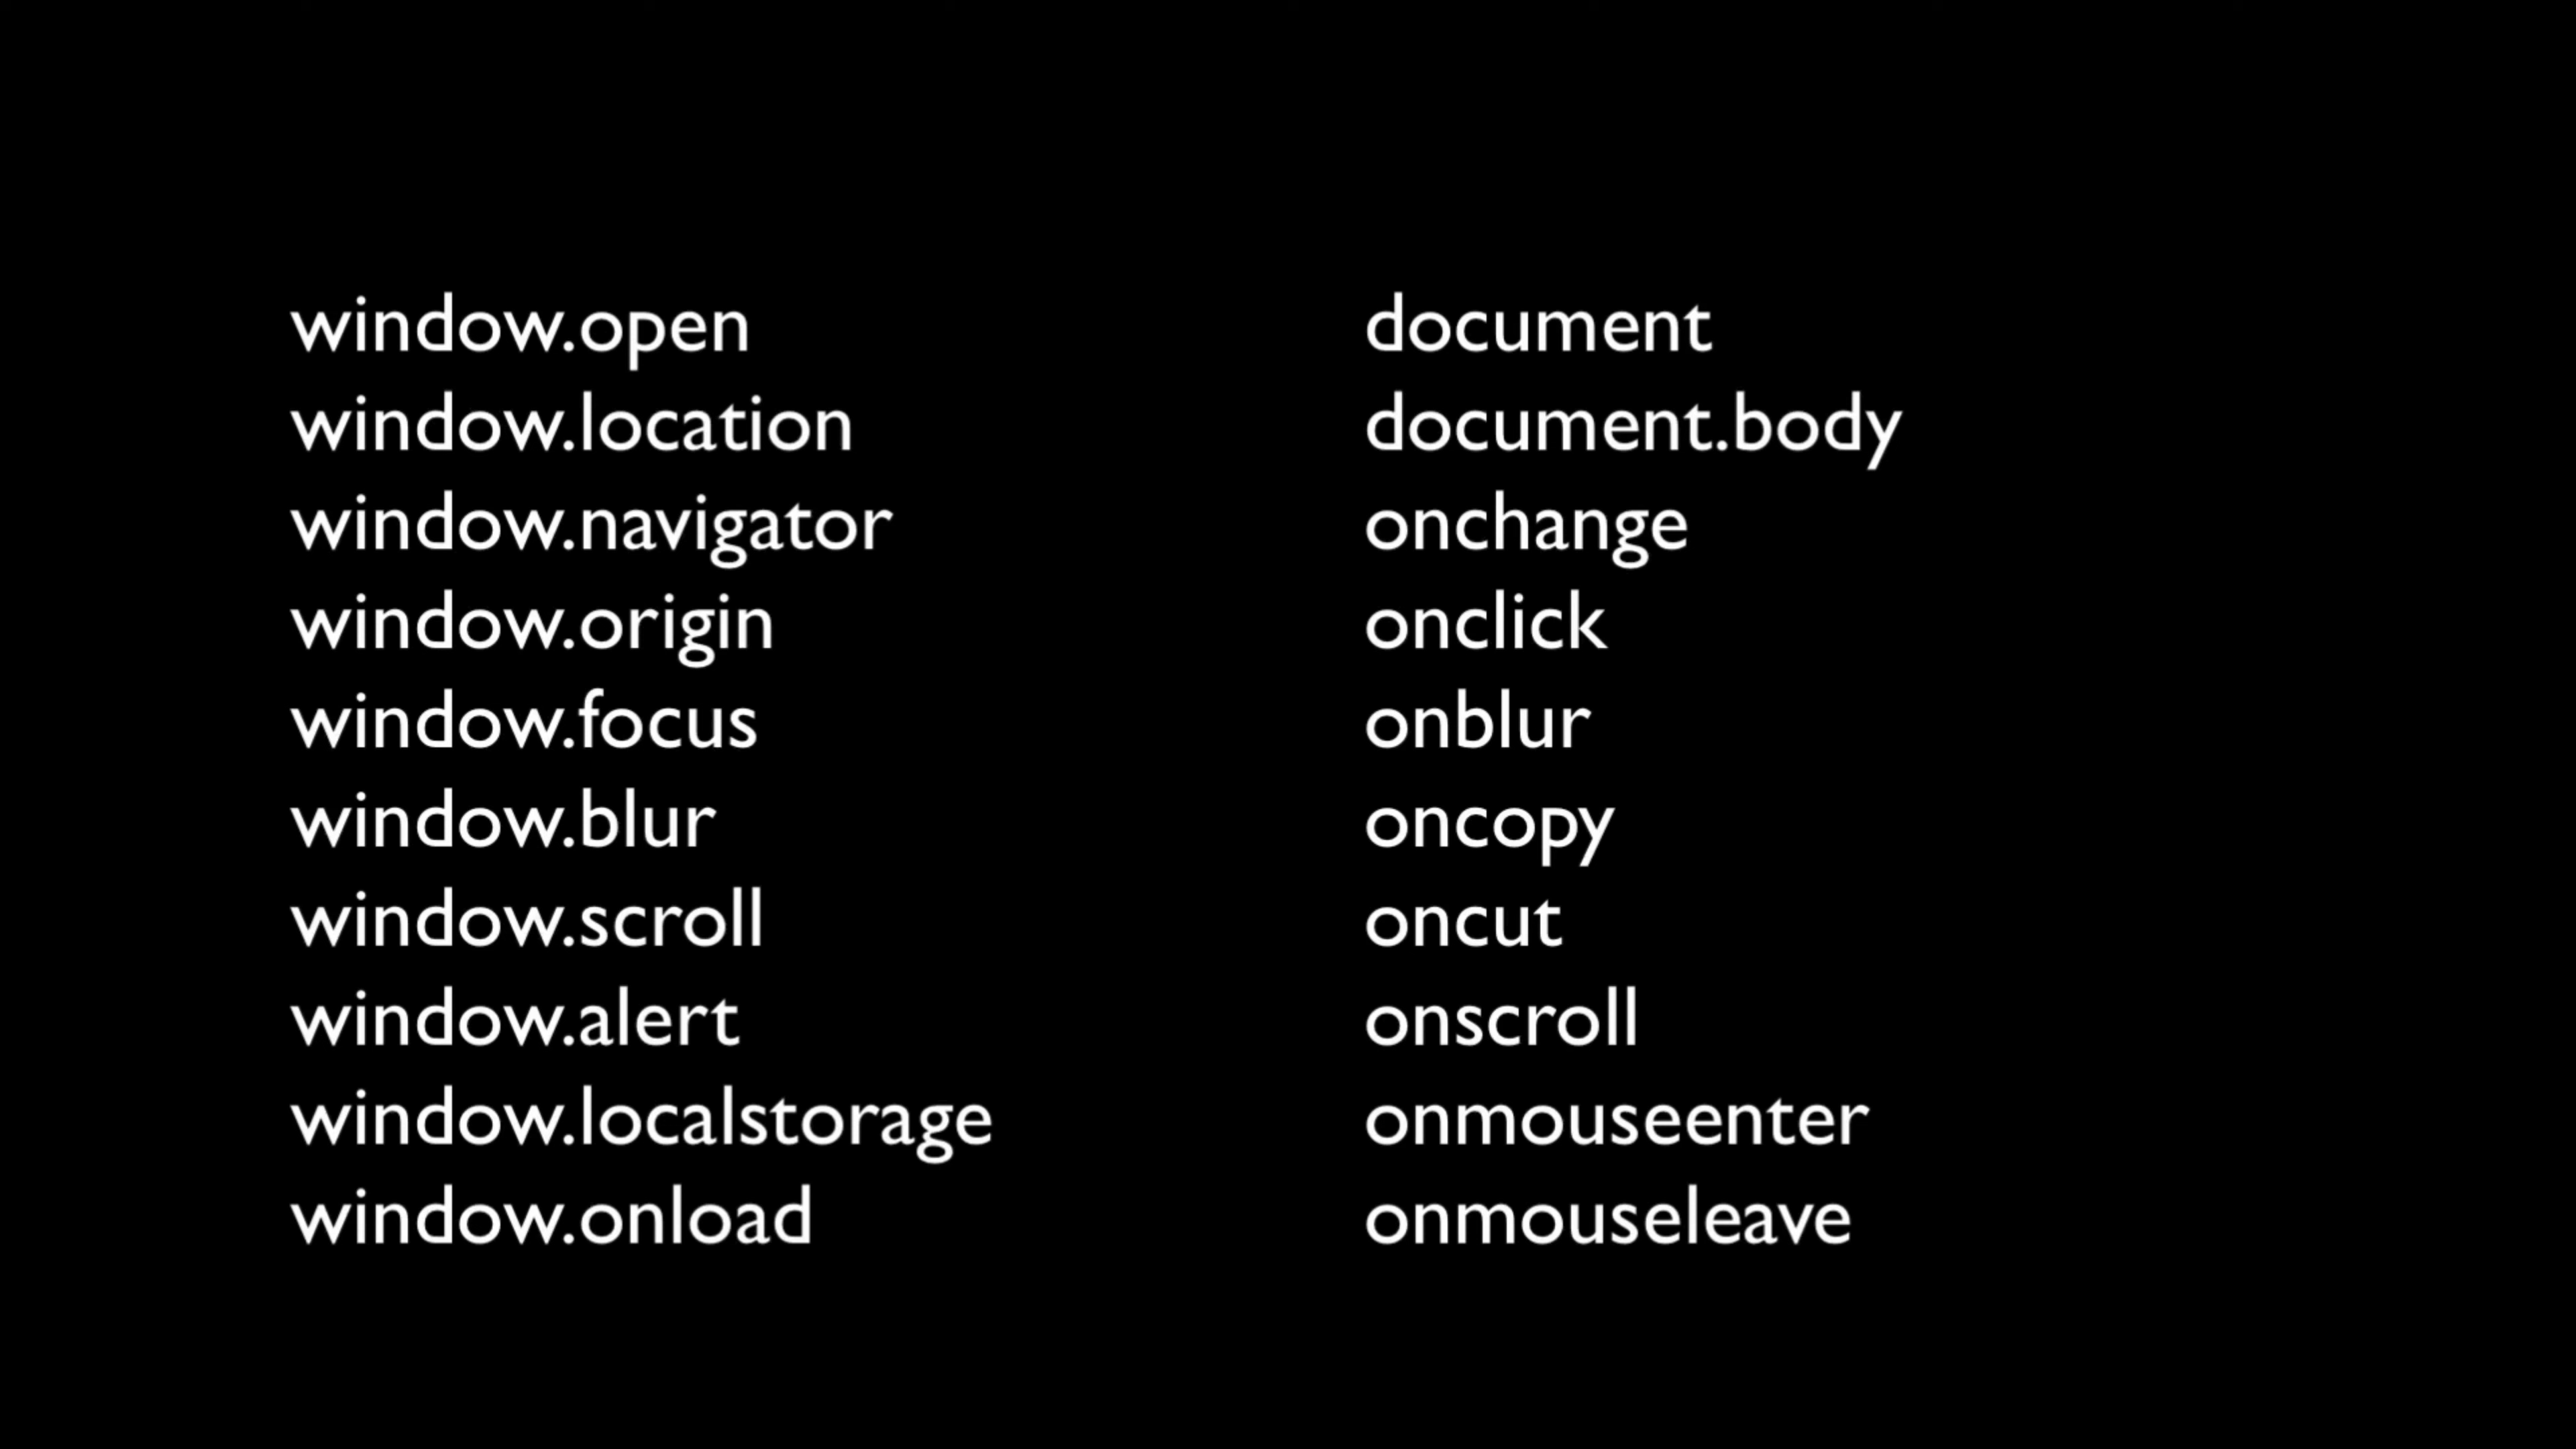 window.open
window.location
window.navigator
window.origin
window.focus
window.blur
window.scroll
window.alert
window.localstorage
window.onload
document
document.body
onchange
onclick
onblur
oncopy
oncut
onscroll
onmouseenter
onmouseleave